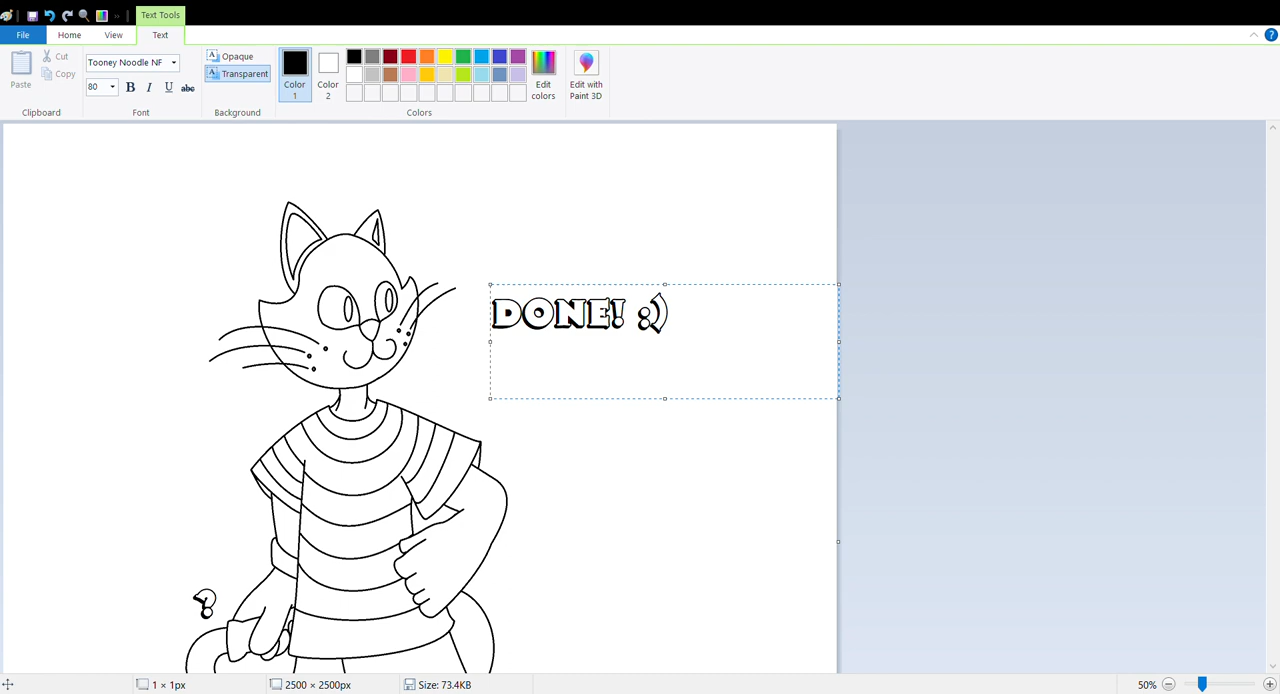 Text Tools
File
Home
View
Text
Paste
Cut
Copy
Clipboard
Tooney Noodle NF
80
B I U abc
Font
Opaque
Transparent
Background
Color 1
Color 2
Edit colors
Colors
Edit with Paint 3D
DONE! :)
?
1 × 1px
2500 × 2500px
Size: 73.4KB
50%